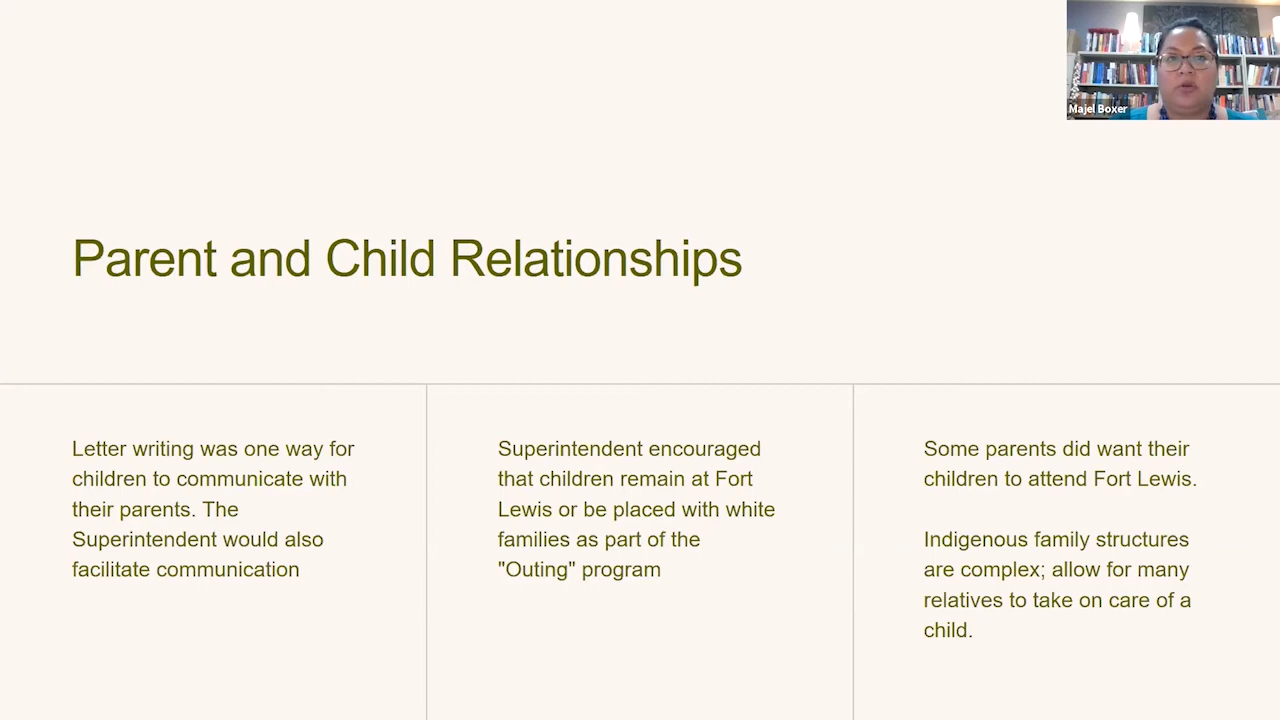 Majel Boxer
Parent and Child Relationships
Letter writing was one way for
children to communicate with
their parents. The
Superintendent would also
facilitate communication
Superintendent encouraged
that children remain at Fort
Lewis or be placed with white
families as part of the
"Outing" program
Some parents did want their
children to attend Fort Lewis.
Indigenous family structures
are complex; allow for many
relatives to take on care of a
child.